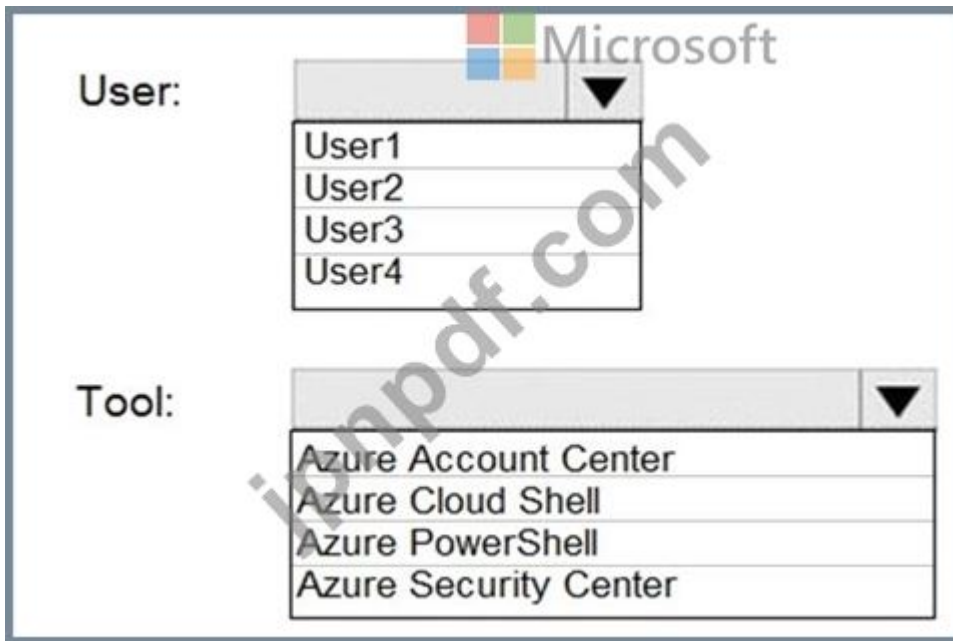 Microsoft
User:
User1
User2
User3
User4
Tool:
Azure Account Center
Azure Cloud Shell
Azure PowerShell
Azure Security Center
jpnpdf.com